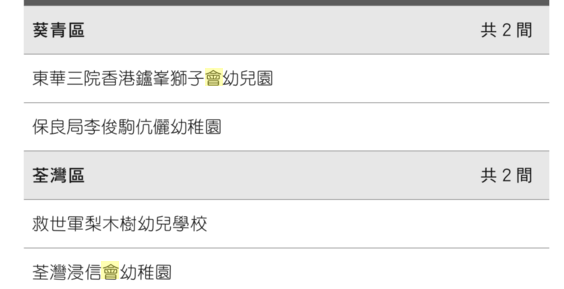 葵青區 共 2 間
東華三院香港鑪峯獅子會幼兒園
保良局李俊駒伉儷幼稚園
荃灣區 共 2 間
救世軍梨木樹幼兒學校
荃灣浸信會幼稚園